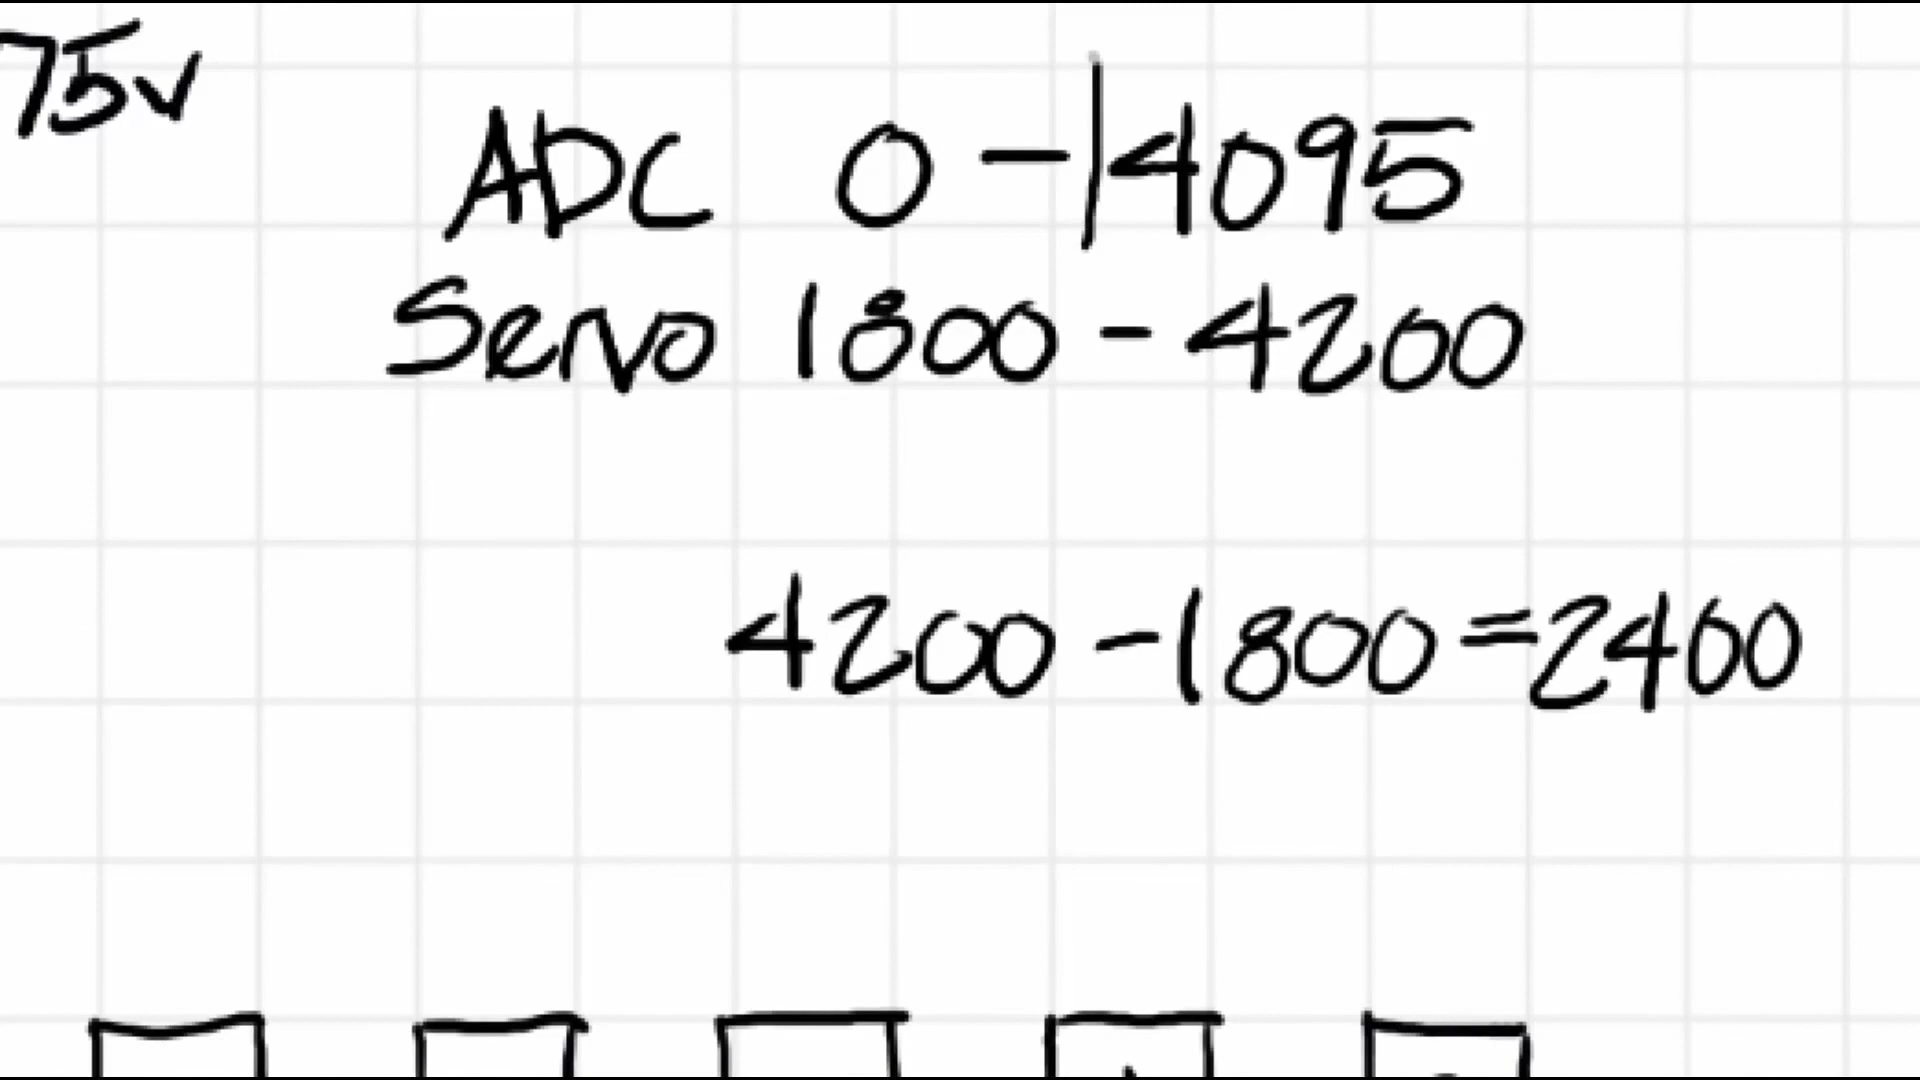 75v
ADC 0 - |4095
Servo 1800 - 4200
4200 - 1800 = 2400